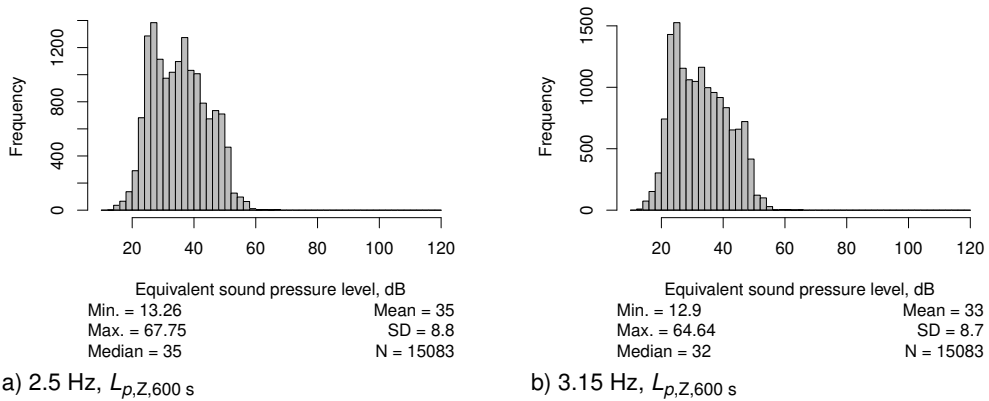 1200
800
400
0
Frequency
20 40 60 80 100 120
Equivalent sound pressure level, dB
Min. = 13.26 Mean = 35
Max. = 67.75 SD = 8.8
Median = 35 N = 15083
a) 2.5 Hz, Lp,Z,600 s
1500
1000
500
0
Frequency
20 40 60 80 100 120
Equivalent sound pressure level, dB
Min. = 12.9 Mean = 33
Max. = 64.64 SD = 8.7
Median = 32 N = 15083
b) 3.15 Hz, Lp,Z,600 s